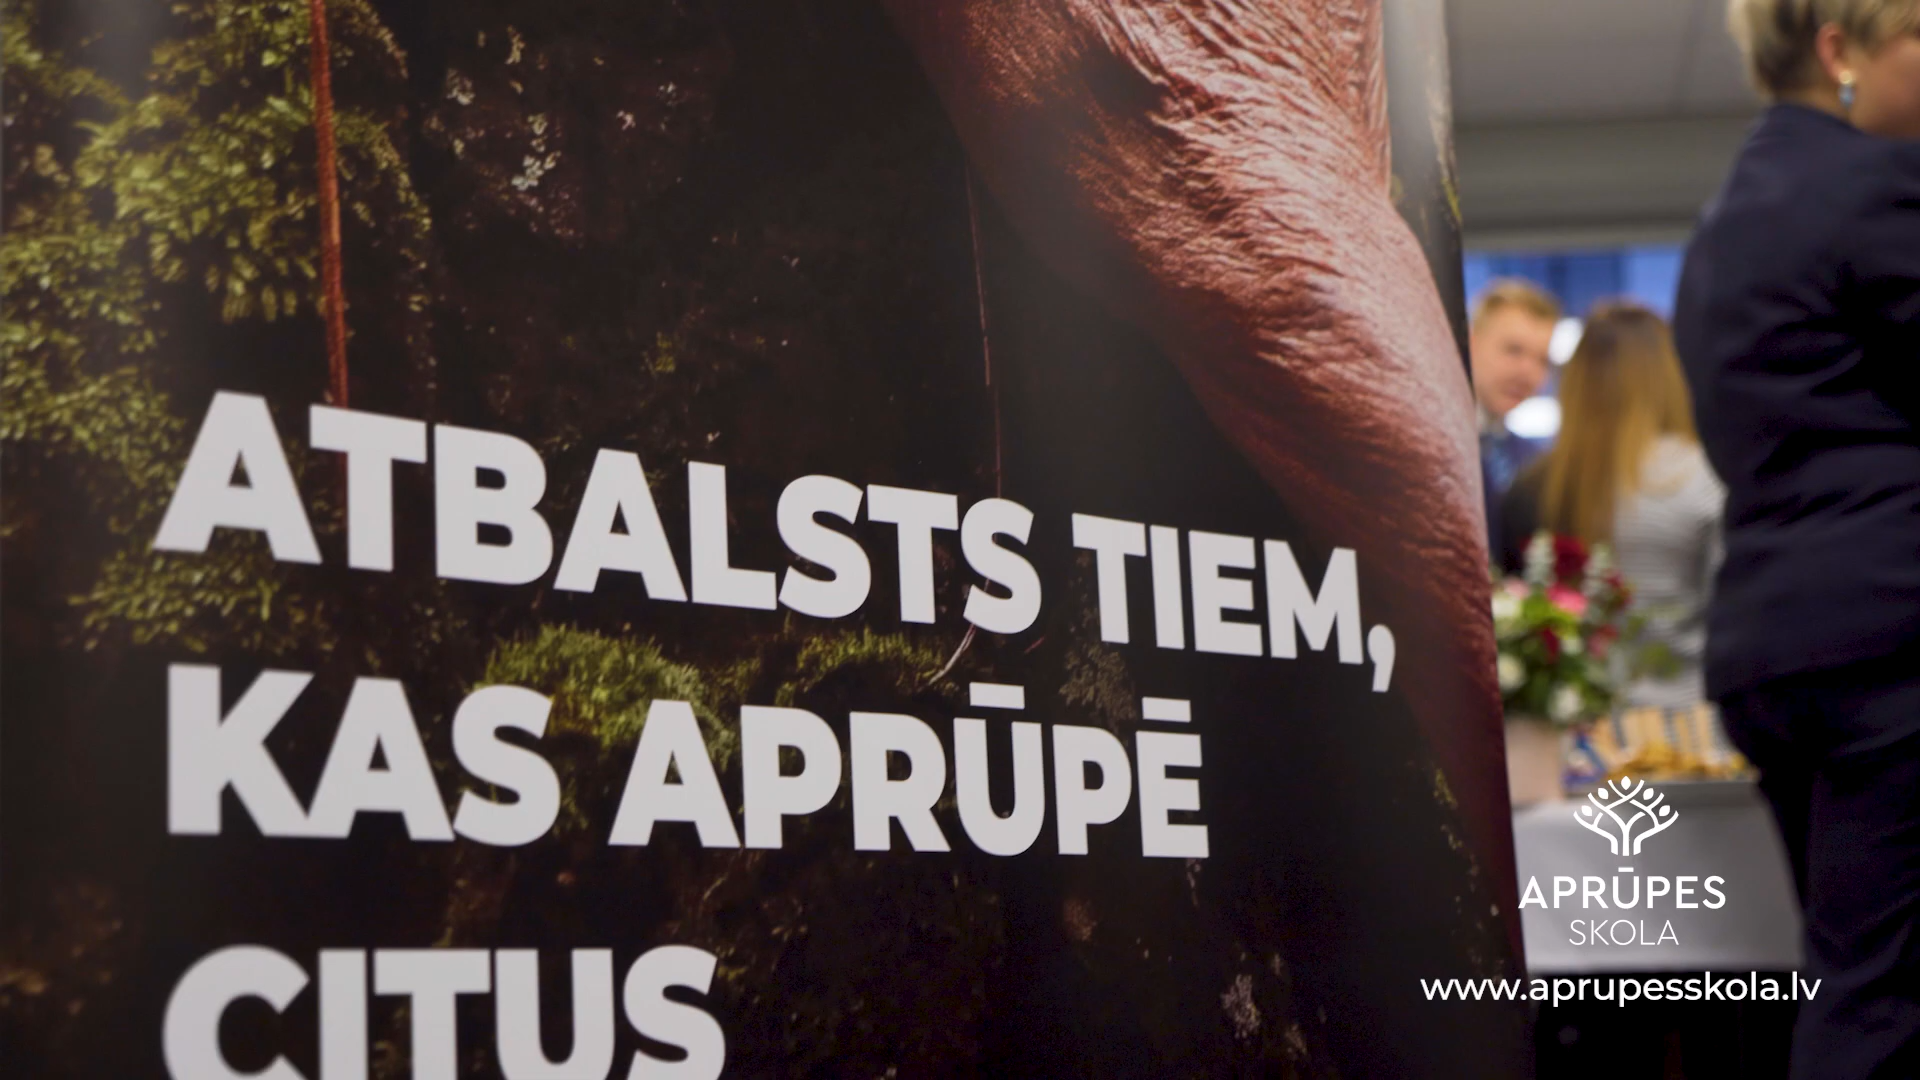 ATBALSTS TIEM,
KAS APRŪPĒ
CITUS
APRŪPES
SKOLA
www.aprupesskola.lv